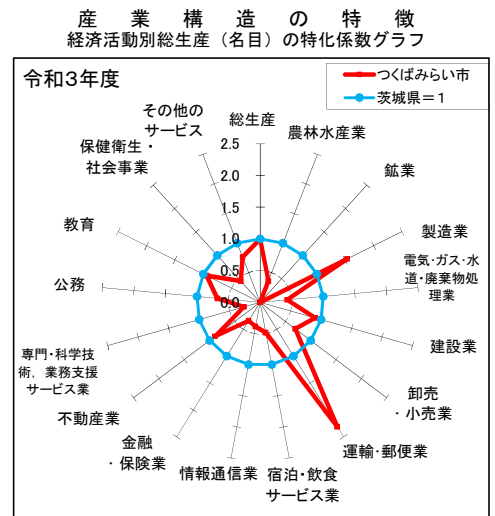 産業構造の特徴
経済活動別総生産（名目）の特化係数グラフ
令和3年度
つくばみらい市
茨城県＝1
総生産
農林水産業
鉱業
製造業
電気･ガス･水
道･廃棄物処
理業
建設業
卸売
･小売業
運輸･郵便業
宿泊･飲食
サービス業
情報通信業
金融
･保険業
不動産業
専門･科学技
術，業務支援
サービス業
公務
教育
保健衛生･
社会事業
その他の
サービス
2.5
2.0
1.5
1.0
0.5
0.0